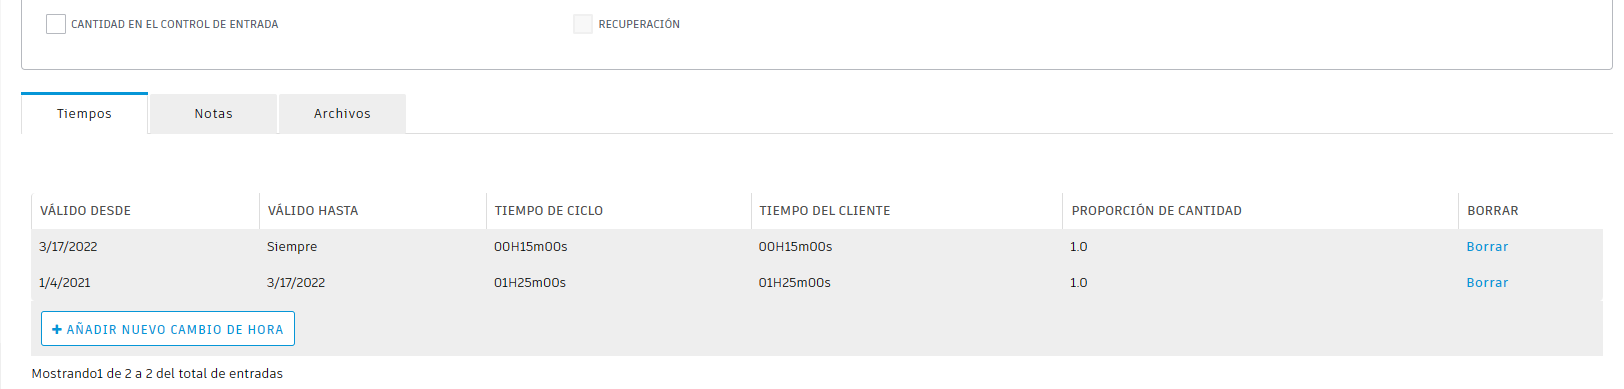 CANTIDAD EN EL CONTROL DE ENTRADA RECUPERACIÓN
Tiempos Notas Archivos
VÁLIDO DESDE VÁLIDO HASTA TIEMPO DE CICLO TIEMPO DEL CLIENTE PROPORCIÓN DE CANTIDAD BORRAR
3/17/2022 Siempre 00H15m00s 00H15m00s 1.0 Borrar
1/4/2021 3/17/2022 01H25m00s 01H25m00s 1.0 Borrar
+ AÑADIR NUEVO CAMBIO DE HORA
Mostrando1 de 2 a 2 del total de entradas